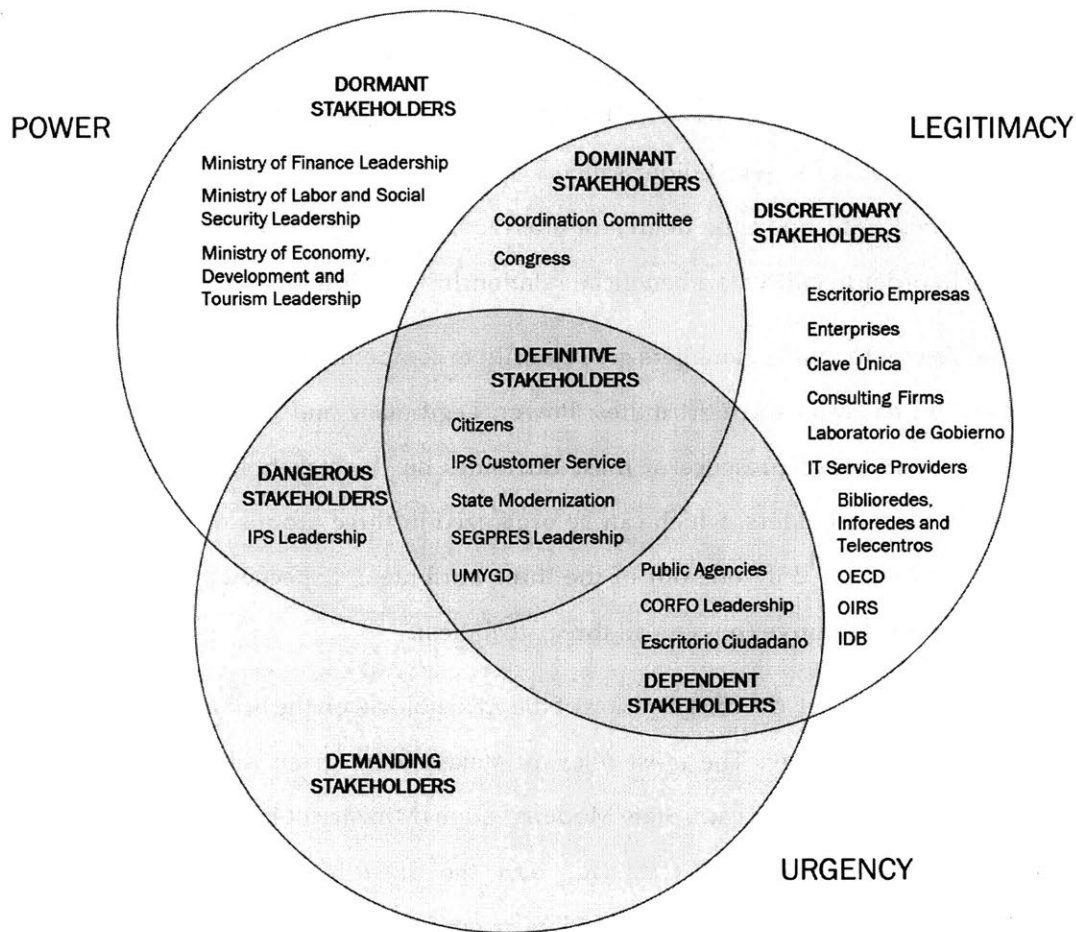 POWER
DORMANT
STAKEHOLDERS
Ministry of Finance Leadership
Ministry of Labor and Social
Security Leadership
Ministry of Economy,
Development and
Tourism Leadership
DOMINANT
STAKEHOLDERS
Coordination Committee
Congress
LEGITIMACY
DISCRETIONARY
STAKEHOLDERS
Escritorio Empresas
Enterprises
Clave Única
Consulting Firms
Laboratorio de Gobierno
IT Service Providers
Biblioredes,
Inforedes and
Telecentros
OECD
OIRS
IDB
DEFINITIVE
STAKEHOLDERS
Citizens
IPS Customer Service
State Modernization
SEGPRES Leadership
UMYGD
DANGEROUS
STAKEHOLDERS
IPS Leadership
Public Agencies
CORFO Leadership
Escritorio Ciudadano
DEPENDENT
STAKEHOLDERS
DEMANDING
STAKEHOLDERS
URGENCY